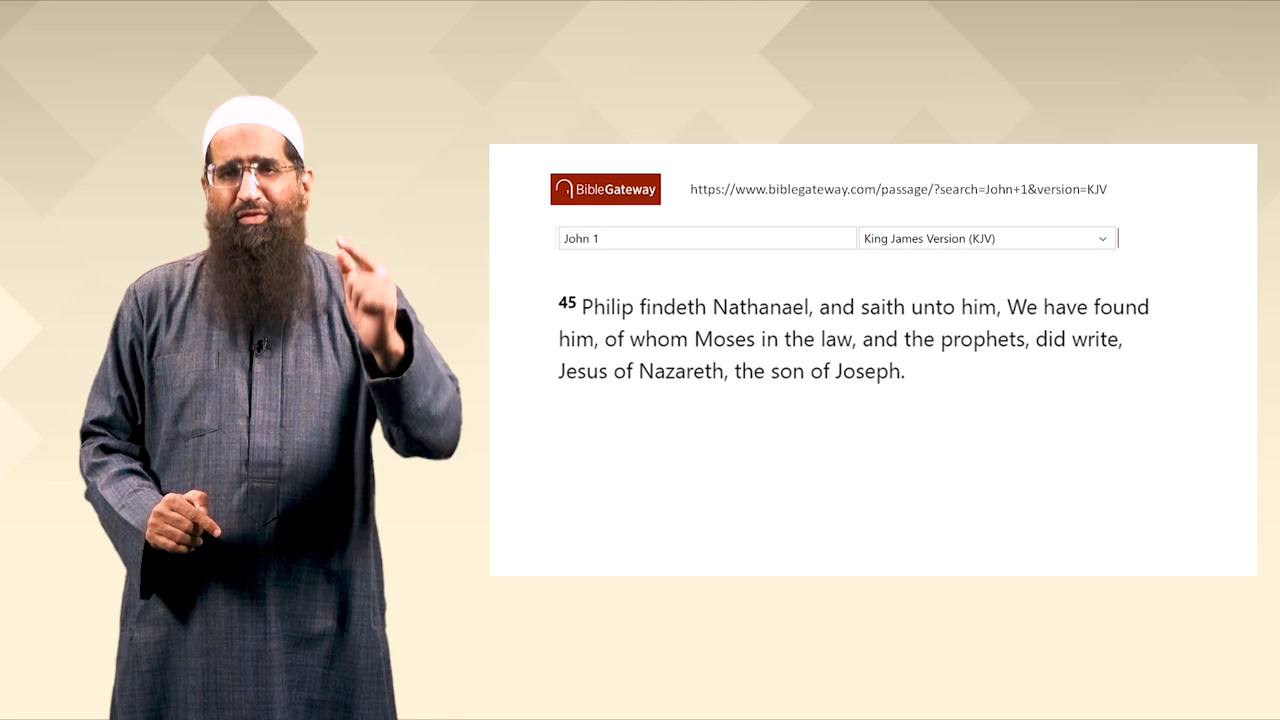 BibleGateway
https://www.biblegateway.com/passage/?search=John+1&version=KJV
John 1
King James Version (KJV)
45 Philip findeth Nathanael, and saith unto him, We have found
him, of whom Moses in the law, and the prophets, did write,
Jesus of Nazareth, the son of Joseph.